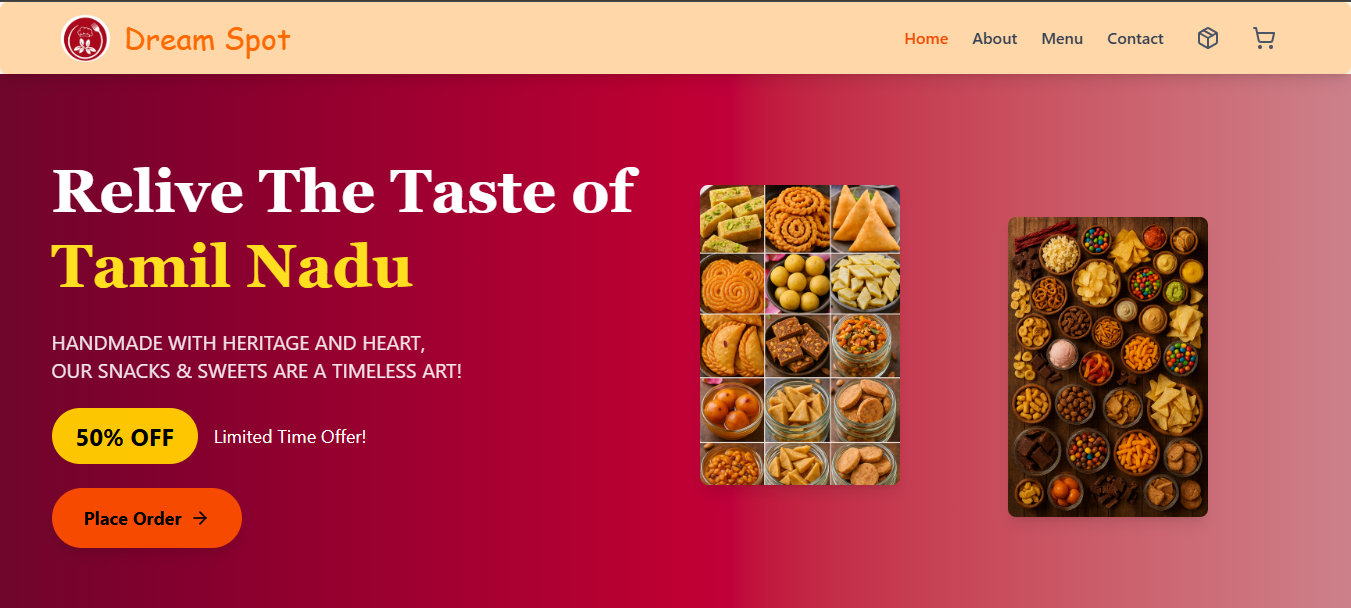 Dream Spot
Home About Menu Contact
Relive The Taste of
Tamil Nadu
HANDMADE WITH HERITAGE AND HEART,
OUR SNACKS & SWEETS ARE A TIMELESS ART!
50% OFF Limited Time Offer!
Place Order →